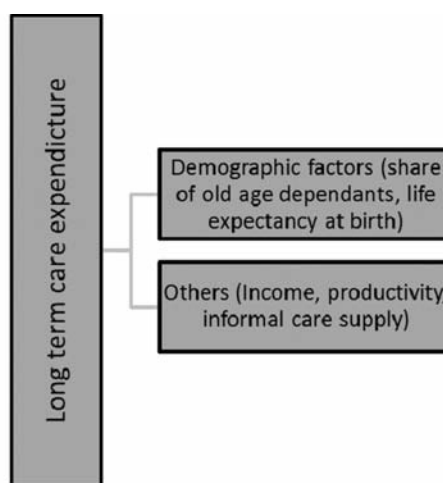 Long term care expendicture
Demographic factors (share
of old age dependants, life
expectancy at birth)
Others (Income, productivity,
informal care supply)